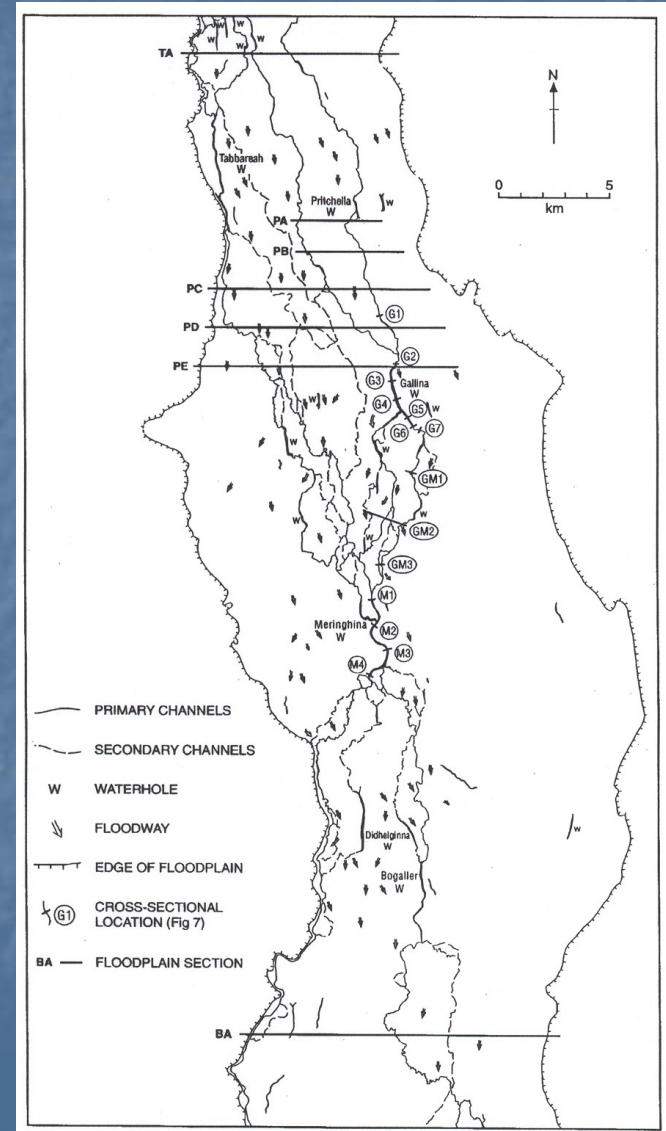 W
W
W
W
W
TA
N
Tabbareah
W
0 5
km
Pritchella
W
W
PA
PB
PC
G1
PD
G2
PE
G3
Gallina
W
G4
G5
W
W
G6
G7
W
W
GM1
W
W
GM2
W
GM3
M1
Meringhina
W
M2
M3
M4
PRIMARY CHANNELS
SECONDARY CHANNELS
W WATERHOLE
FLOODWAY
EDGE OF FLOODPLAIN
G1 CROSS-SECTIONAL
LOCATION (Fig 7)
BA FLOODPLAIN SECTION
Didhelginna
W
W
Bogaller
W
BA